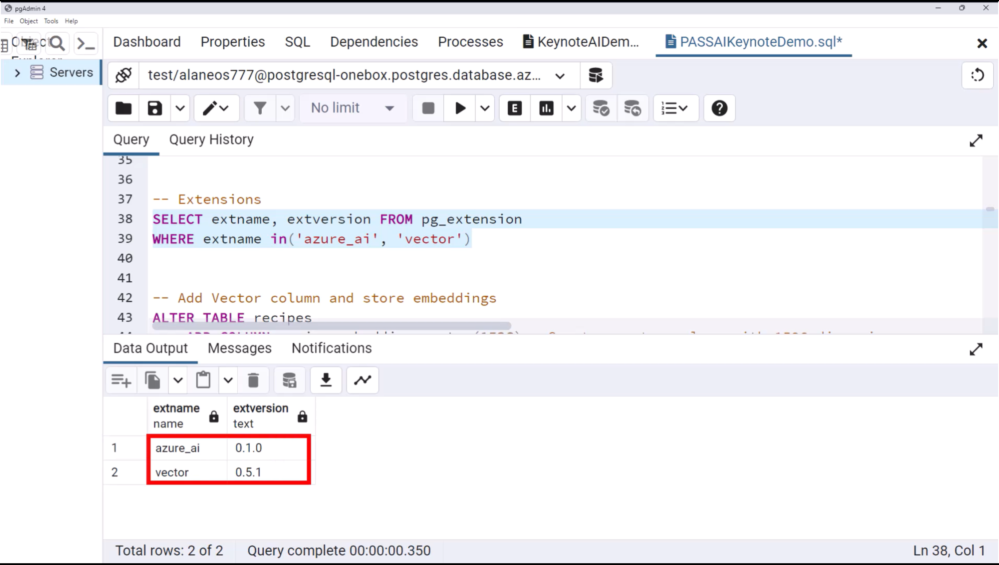 pgAdmin 4
File Object Tools Help
Object Explorer
Dashboard Properties SQL Dependencies Processes KeynoteAIDem... PASSAIKeynoteDemo.sql*
Servers
test/alaneos777@postgresql-onebox.postgres.database.az...
No limit
E
Query Query History
35
36
37 -- Extensions
38 SELECT extname, extversion FROM pg_extension
39 WHERE extname in('azure_ai', 'vector')
40
41
42 -- Add Vector column and store embeddings
43 ALTER TABLE recipes
Data Output Messages Notifications
extname extversion
name text
1 azure_ai 0.1.0
2 vector 0.5.1
Total rows: 2 of 2 Query complete 00:00:00.350 Ln 38, Col 1